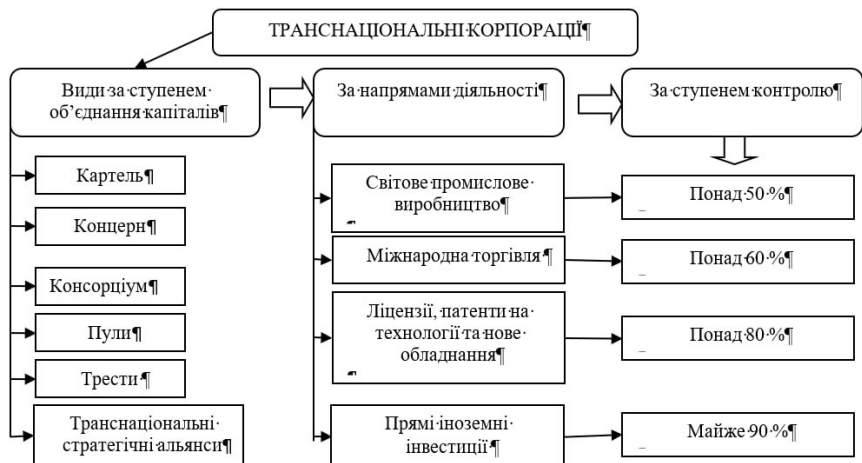 ТРАНСНАЦІОНАЛЬНІ КОРПОРАЦІЇ¶
Види за ступенем
об’єднання капіталів¶
За напрямами діяльності¶
За ступенем контролю¶
Картель¶
Концерн¶
Консорціум¶
Пули¶
Трести¶
Транснаціональні
стратегічні альянси¶
Світове промислове
виробництво¶
¶
Міжнародна торгівля¶
Ліцензії, патенти на
технології та нове
обладнання¶
¶
Прямі іноземні
інвестиції¶
Понад 50 %¶
Понад 60 %¶
Понад 80 %¶
Майже 90 %¶